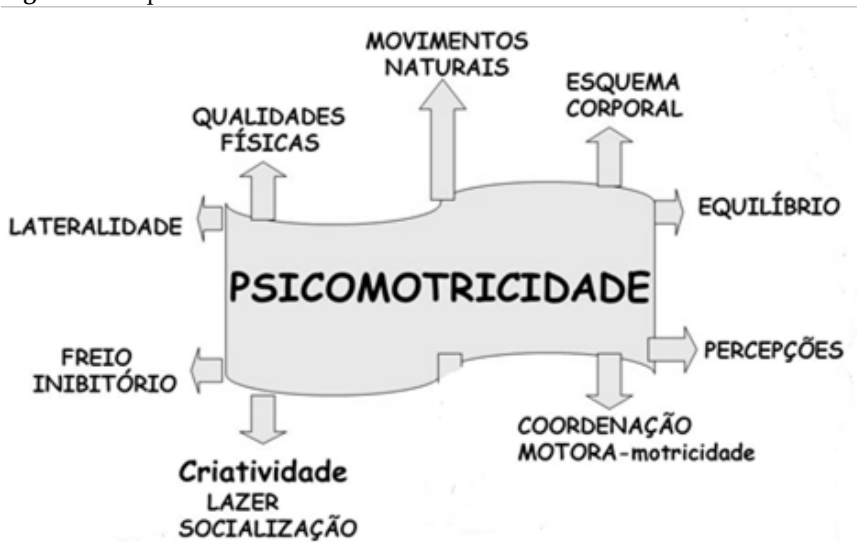 MOVIMENTOS
NATURAIS
ESQUEMA
CORPORAL
QUALIDADES
FÍSICAS
LATERALIDADE
EQUILÍBRIO
PSICOMOTRICIDADE
FREIO
INIBITÓRIO
PERCEPÇÕES
COORDENAÇÃO
MOTORA-motricidade
Criatividade
LAZER
SOCIALIZAÇÃO